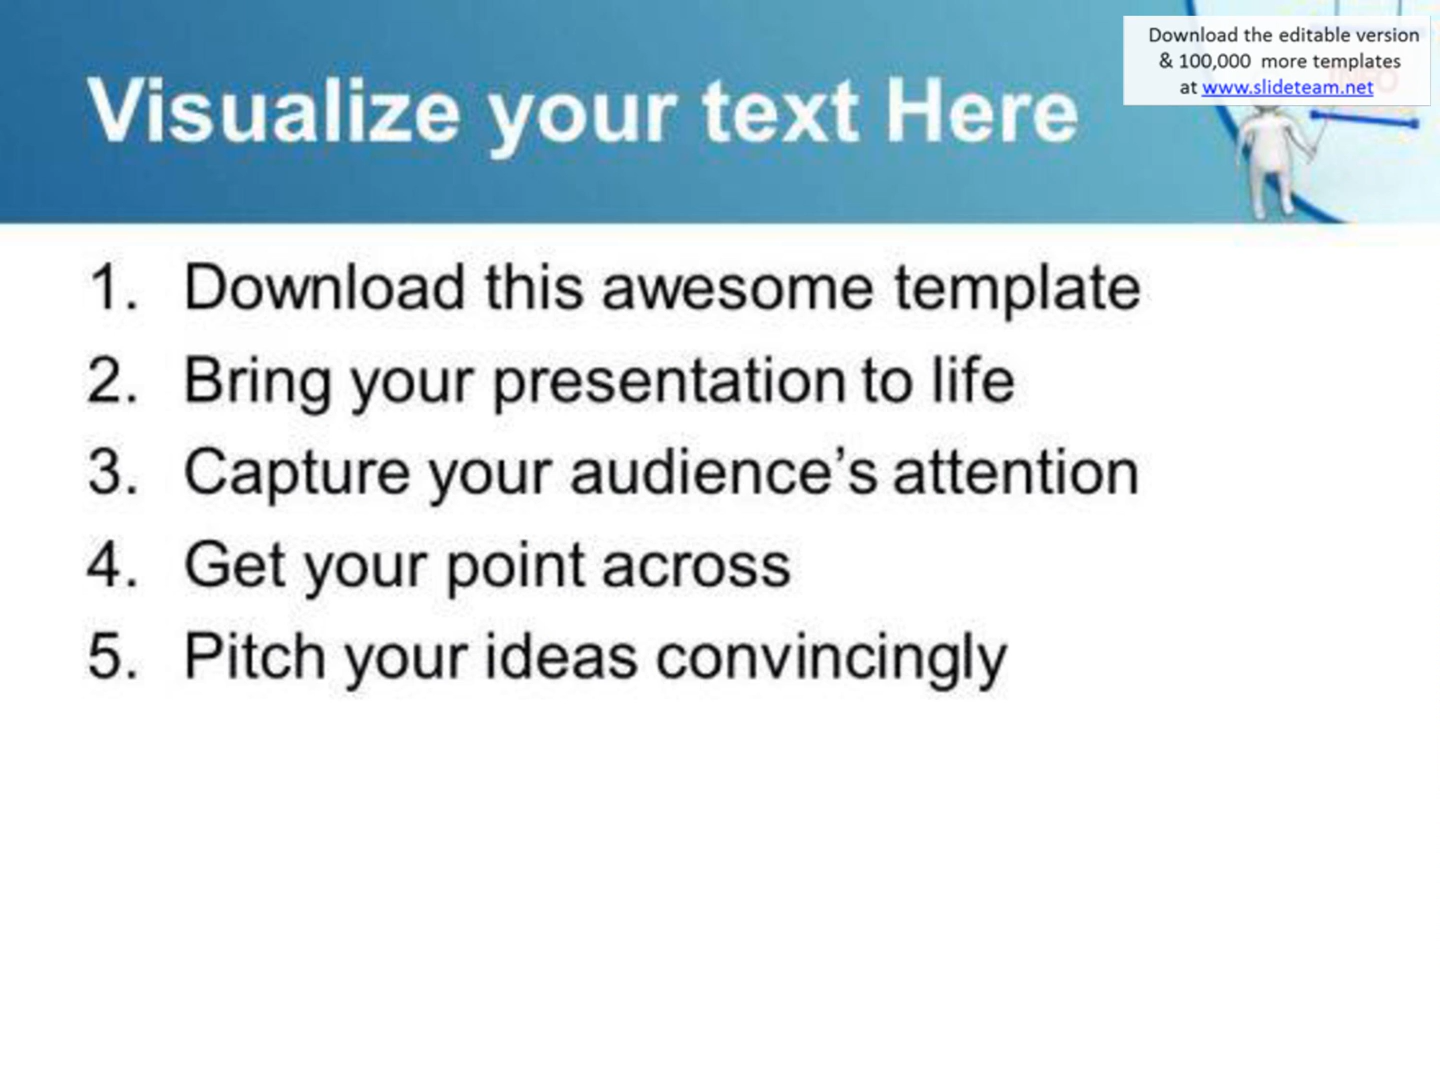 Download the editable version
& 100,000 more templates
at www.slideteam.net
INFO
Visualize your text Here
1. Download this awesome template
2. Bring your presentation to life
3. Capture your audience’s attention
4. Get your point across
5. Pitch your ideas convincingly